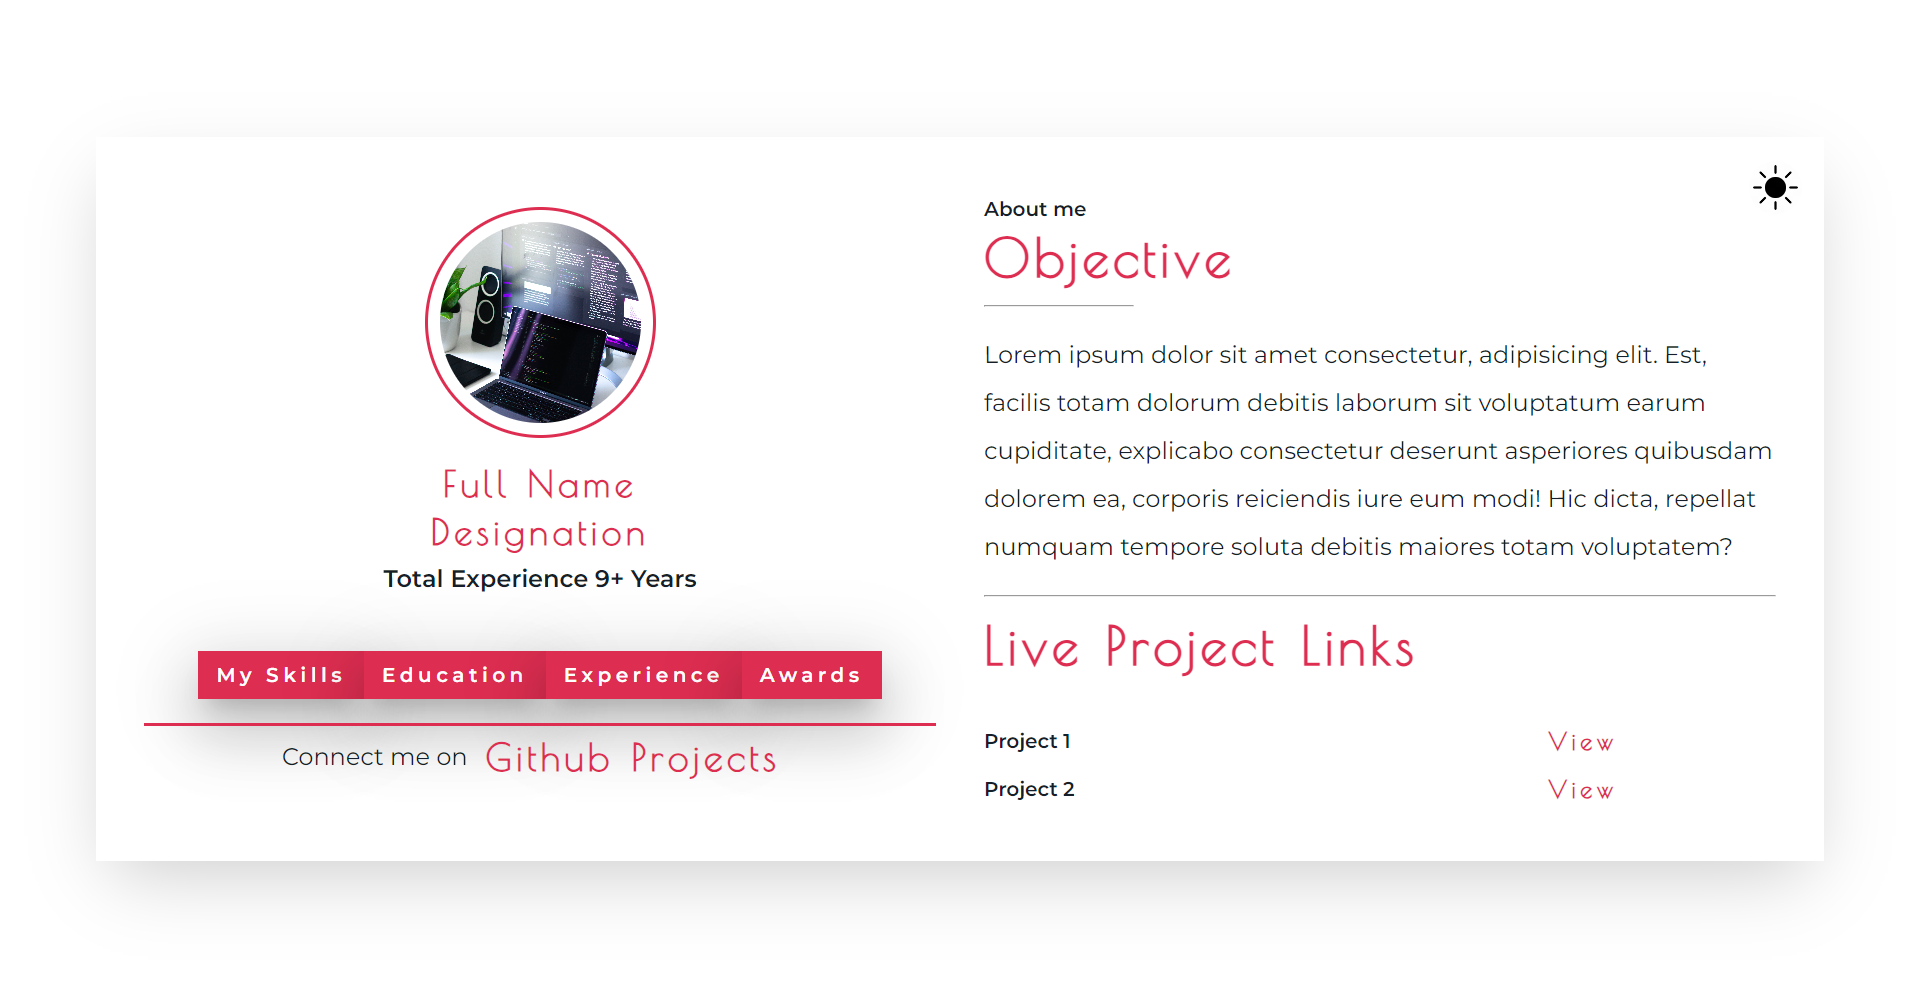 Full Name
Designation
Total Experience 9+ Years
My Skills Education Experience Awards
Connect me on Github Projects
About me
Objective
Lorem ipsum dolor sit amet consectetur, adipisicing elit. Est,
facilis totam dolorum debitis laborum sit voluptatum earum
cupiditate, explicabo consectetur deserunt asperiores quibusdam
dolorem ea, corporis reiciendis iure eum modi! Hic dicta, repellat
numquam tempore soluta debitis maiores totam voluptatem?
Live Project Links
Project 1 View
Project 2 View